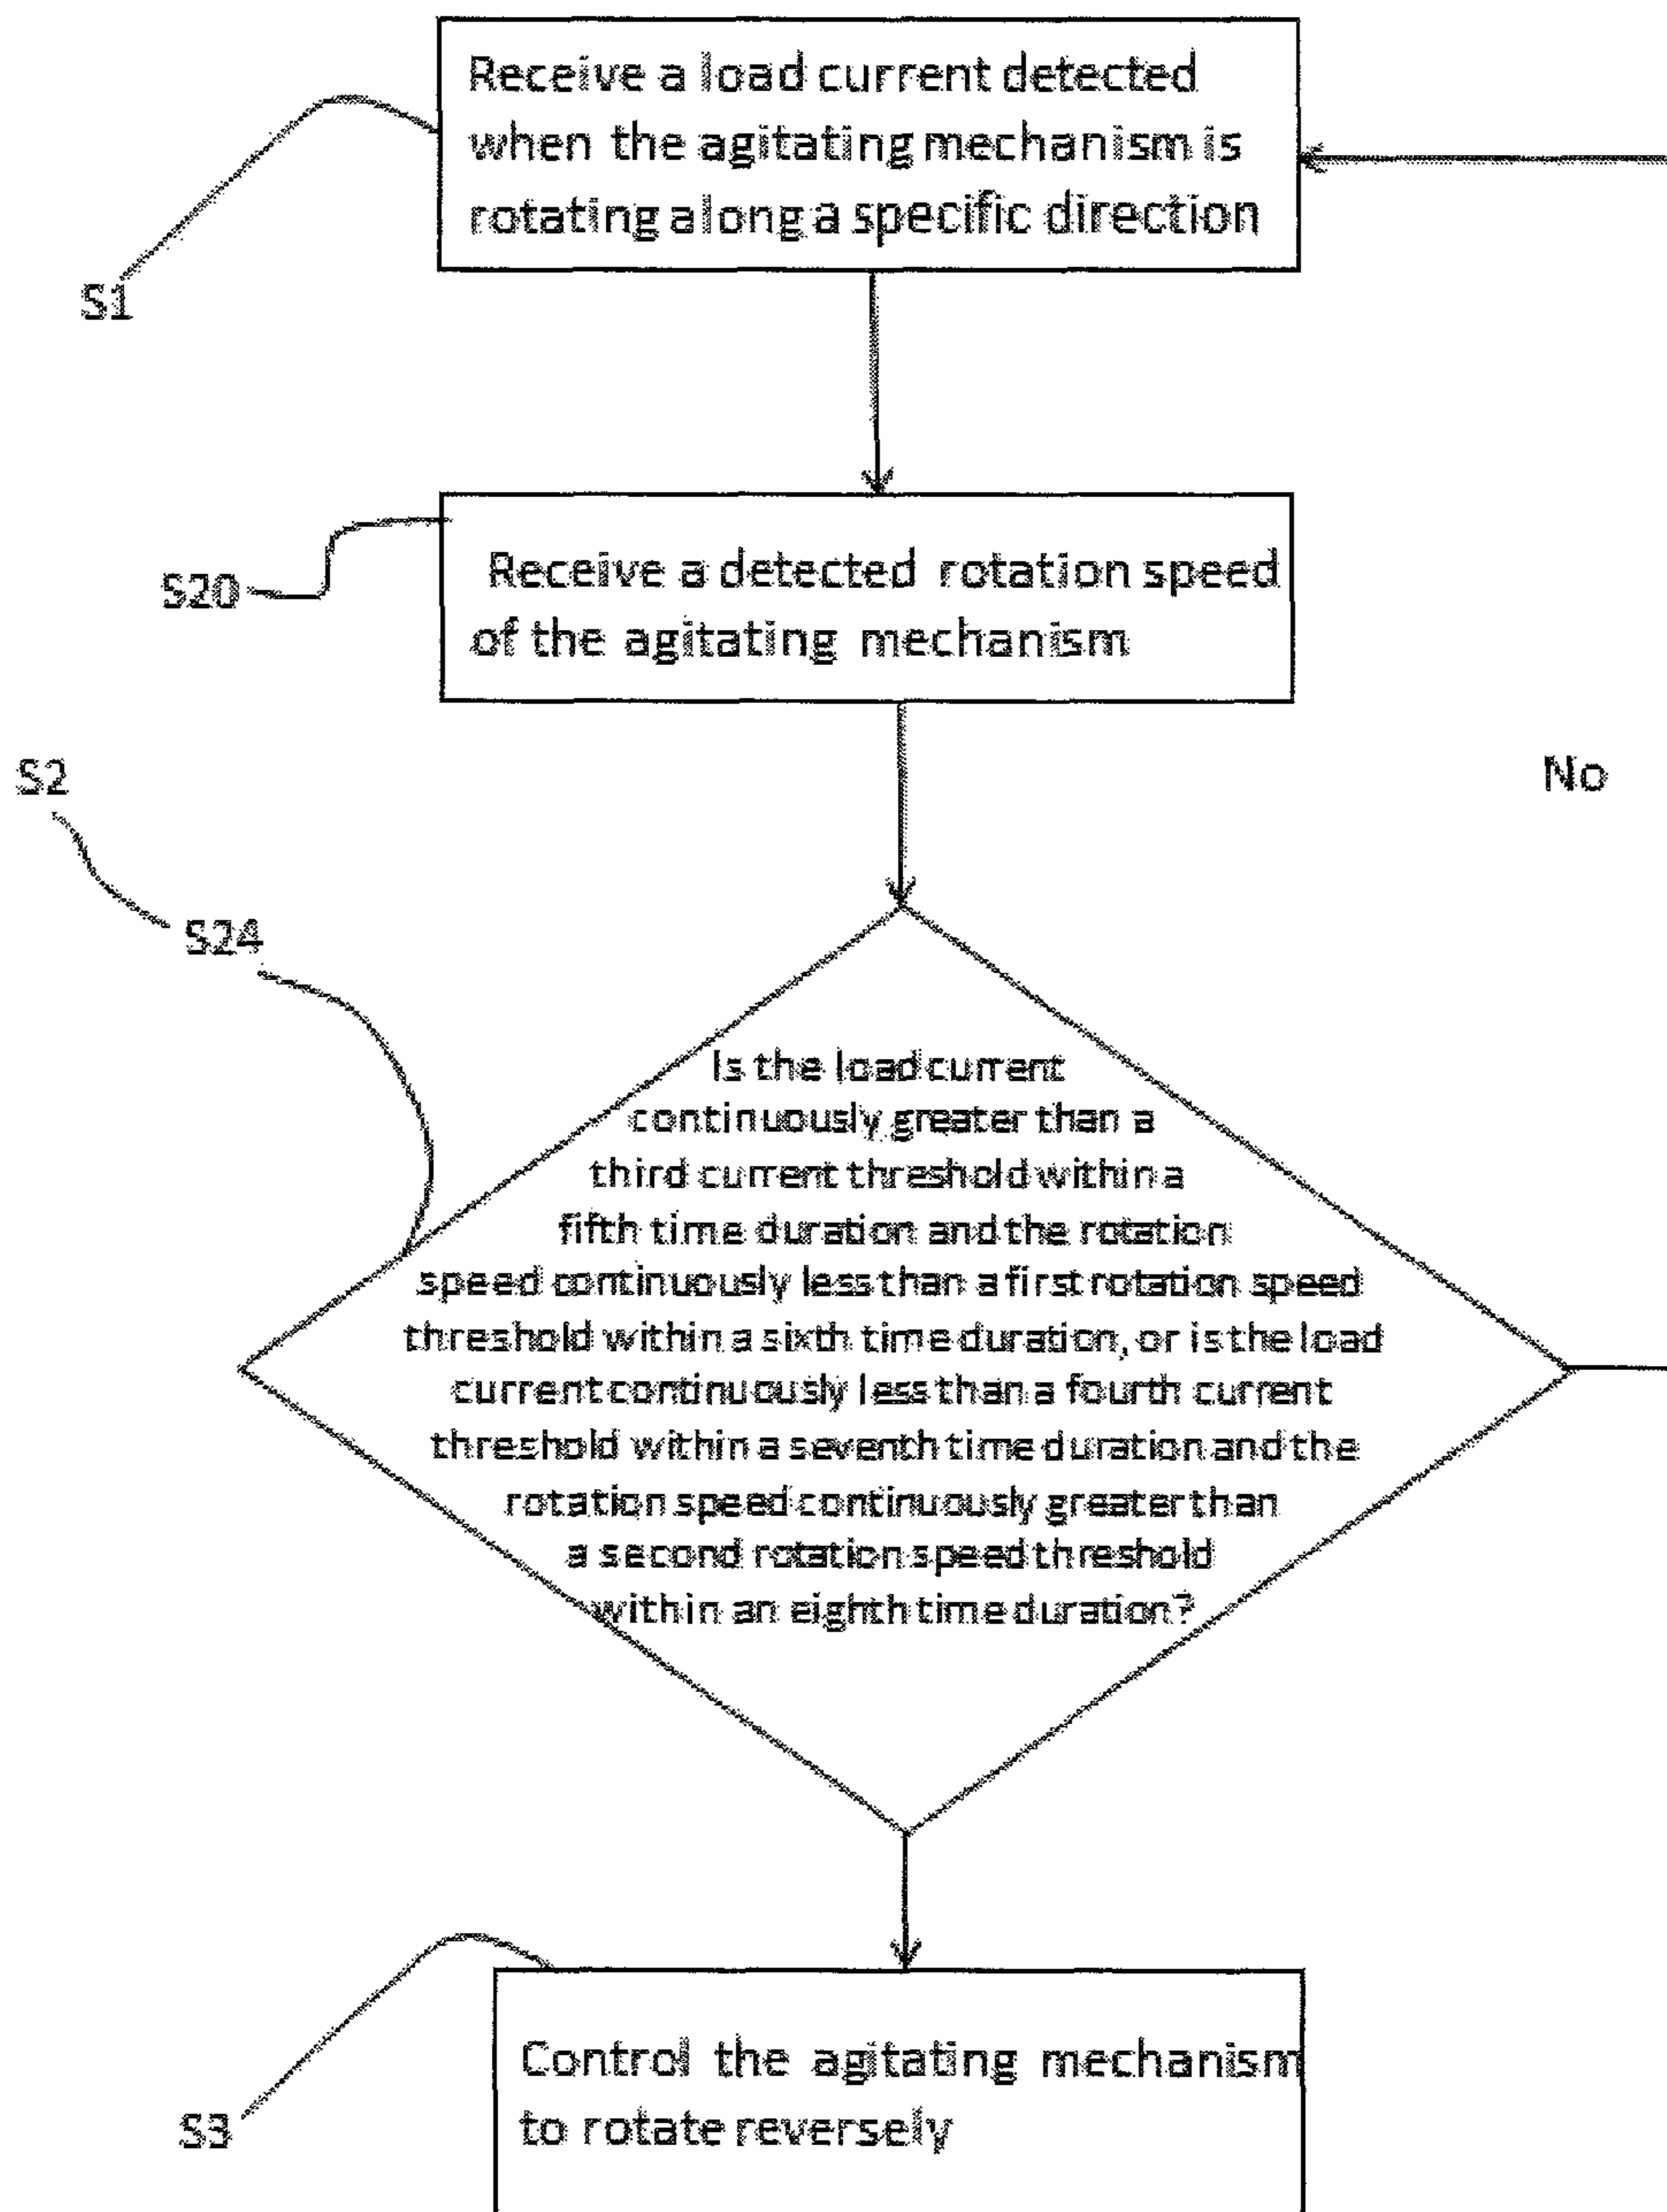 Receive a load current detected
when the agitating mechanism is
rotating along a specific direction
S1
Receive a detected rotation speed
of the agitating mechanism
S20
No
S2
S24
Is the load current
continuously greater than a
third current threshold within a
fifth time duration and the rotation
speed continuously less than a first rotation speed
threshold within a sixth time duration, or is the load
current continuously less than a fourth current
threshold within a seventh time duration and the
rotation speed continuously greater than
a second rotation speed threshold
within an eighth time duration?
Control the agitating mechanism
to rotate reversely
S3